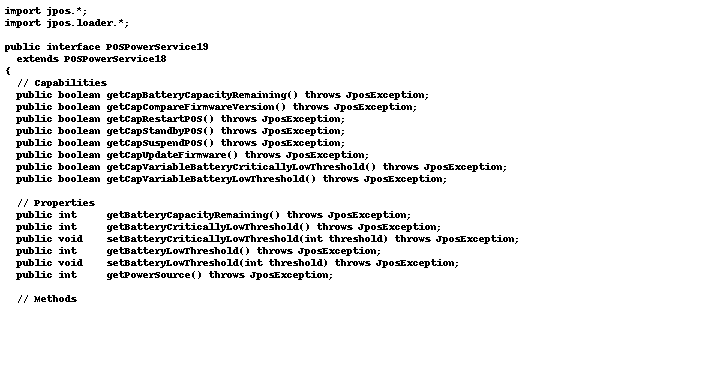 import jpos.*;
import jpos.loader.*;

public interface POSPowerService19
  extends POSPowerService18
{
  // Capabilities
  public boolean getCapBatteryCapacityRemaining() throws JposException;
  public boolean getCapCompareFirmwareVersion() throws JposException;
  public boolean getCapRestartPOS() throws JposException;
  public boolean getCapStandbyPOS() throws JposException;
  public boolean getCapSuspendPOS() throws JposException;
  public boolean getCapUpdateFirmware() throws JposException;
  public boolean getCapVariableBatteryCriticallyLowThreshold() throws JposException;
  public boolean getCapVariableBatteryLowThreshold() throws JposException;

  // Properties
  public int     getBatteryCapacityRemaining() throws JposException;
  public int     getBatteryCriticallyLowThreshold() throws JposException;
  public void    setBatteryCriticallyLowThreshold(int threshold) throws JposException;
  public int     getBatteryLowThreshold() throws JposException;
  public void    setBatteryLowThreshold(int threshold) throws JposException;
  public int     getPowerSource() throws JposException;

  // Methods